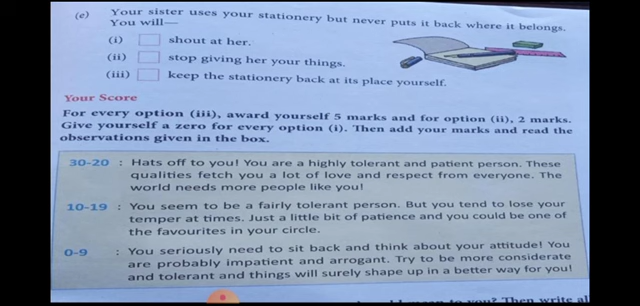 (e) Your sister uses your stationery but never puts it back where it belongs.
You will—
(i) shout at her.
(ii) stop giving her your things.
(iii) keep the stationery back at its place yourself.
Your Score
For every option (iii), award yourself 5 marks and for option (ii), 2 marks.
Give yourself a zero for every option (i). Then add your marks and read the
observations given in the box.
30-20 : Hats off to you! You are a highly tolerant and patient person. These
qualities fetch you a lot of love and respect from everyone. The
world needs more people like you!
10-19 : You seem to be a fairly tolerant person. But you tend to lose your
temper at times. Just a little bit of patience and you could be one of
the favourites in your circle.
0-9 : You seriously need to sit back and think about your attitude! You
are probably impatient and arrogant. Try to be more considerate
and tolerant and things will surely shape up in a better way for you!
8
you? Then write